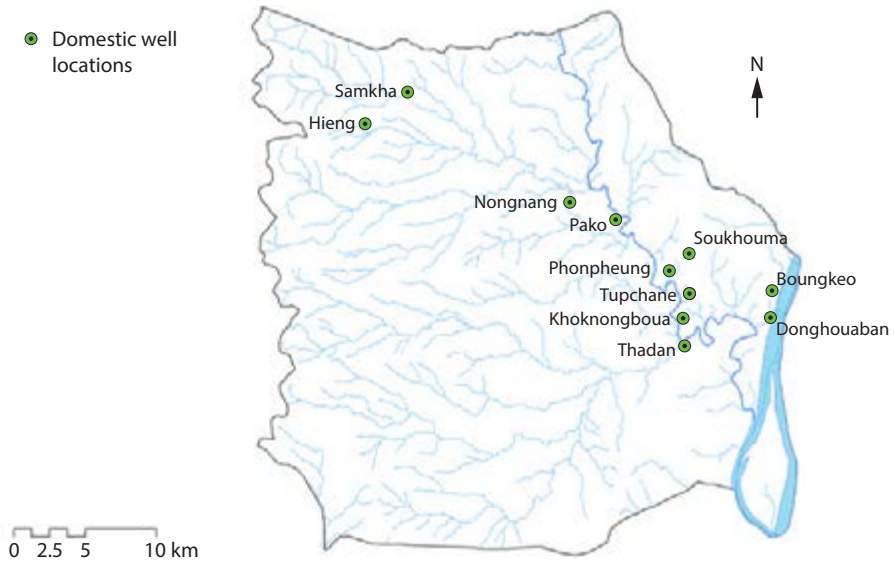 Domestic well
locations
N
Samkha
Hieng
Nongnang
Pako
Soukhouma
Phonpheung
Boungkeo
Tupchane
Khoknongboua
Donghouaban
Thadan
0 2.5 5 10 km